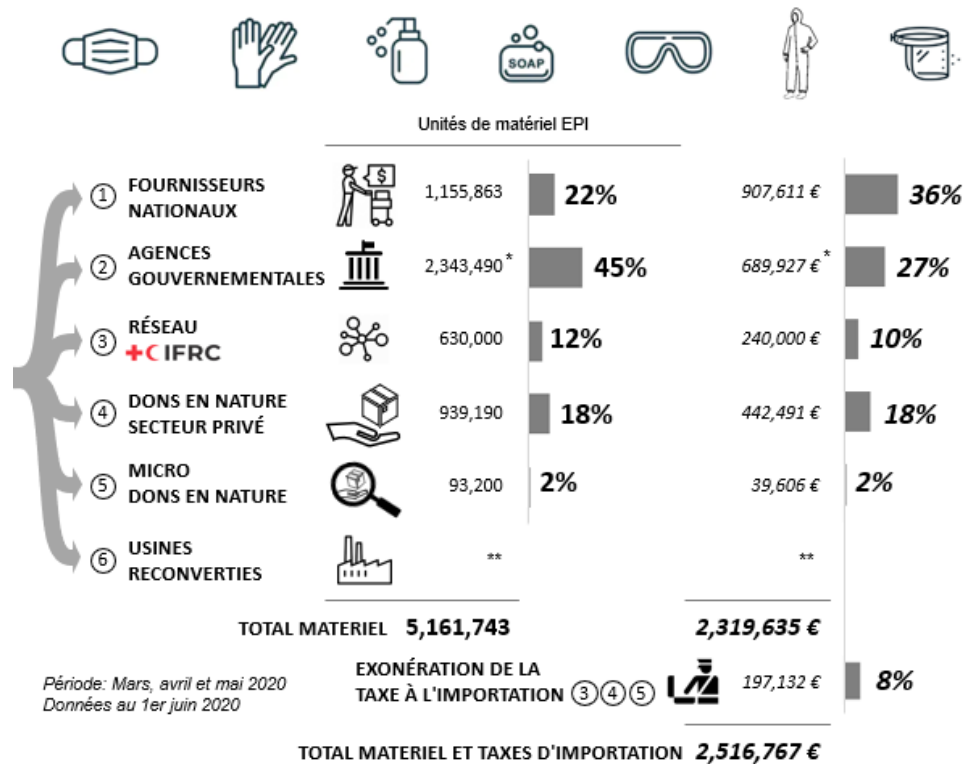 SOAP
Unités de matériel EPI
1 FOURNISSEURS
NATIONAUX
$
1,155,863 22% 907,611 € 36%
2 AGENCES
GOUVERNEMENTALES
2,343,490 * 45% 689,927 € * 27%
3 RÉSEAU
IFRC
630,000 12% 240,000 € 10%
4 DONS EN NATURE
SECTEUR PRIVÉ
939,190 18% 442,491 € 18%
5 MICRO
DONS EN NATURE
93,200 2% 39,606 € 2%
6 USINES
RECONVERTIES
** **
TOTAL MATERIEL 5,161,743 2,319,635 €
EXONÉRATION DE LA
TAXE À L'IMPORTATION 3 4 5 197,132 € 8%
Période: Mars, avril et mai 2020
Données au 1er juin 2020
TOTAL MATERIEL ET TAXES D'IMPORTATION 2,516,767 €